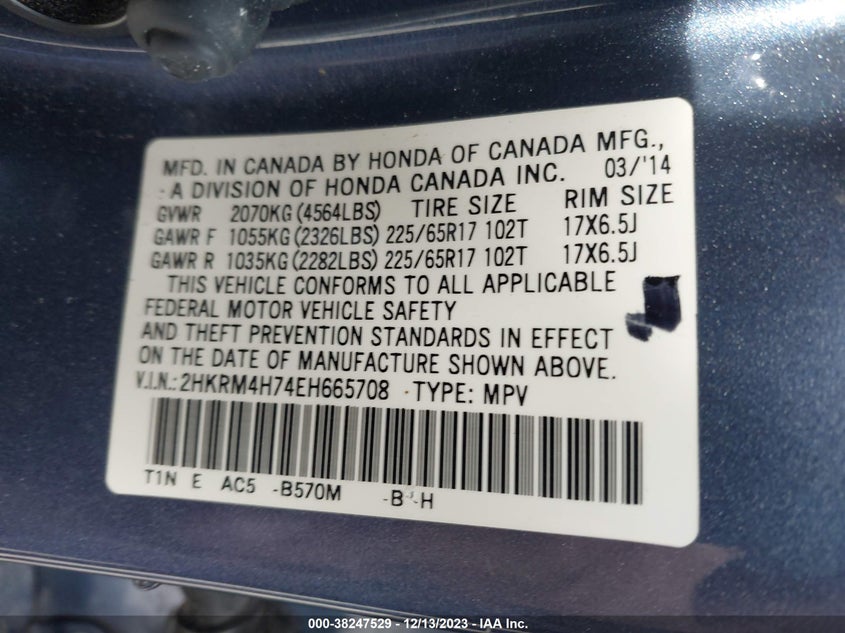 MFD. IN CANADA BY HONDA OF CANADA MFG.,
A DIVISION OF HONDA CANADA INC. 03/'14
GVWR 2070KG (4564LBS) TIRE SIZE RIM SIZE
GAWR F 1055KG (2326LBS) 225/65R17 102T 17X6.5J
GAWR R 1035KG (2282LBS) 225/65R17 102T 17X6.5J
THIS VEHICLE CONFORMS TO ALL APPLICABLE
FEDERAL MOTOR VEHICLE SAFETY
AND THEFT PREVENTION STANDARDS IN EFFECT
ON THE DATE OF MANUFACTURE SHOWN ABOVE.
V.I.N.: 2HKRM4H74EH665708 ·TYPE: MPV
T1N E AC5 -B570M -B -H
000-38247529 - 12/13/2023 - IAA Inc.